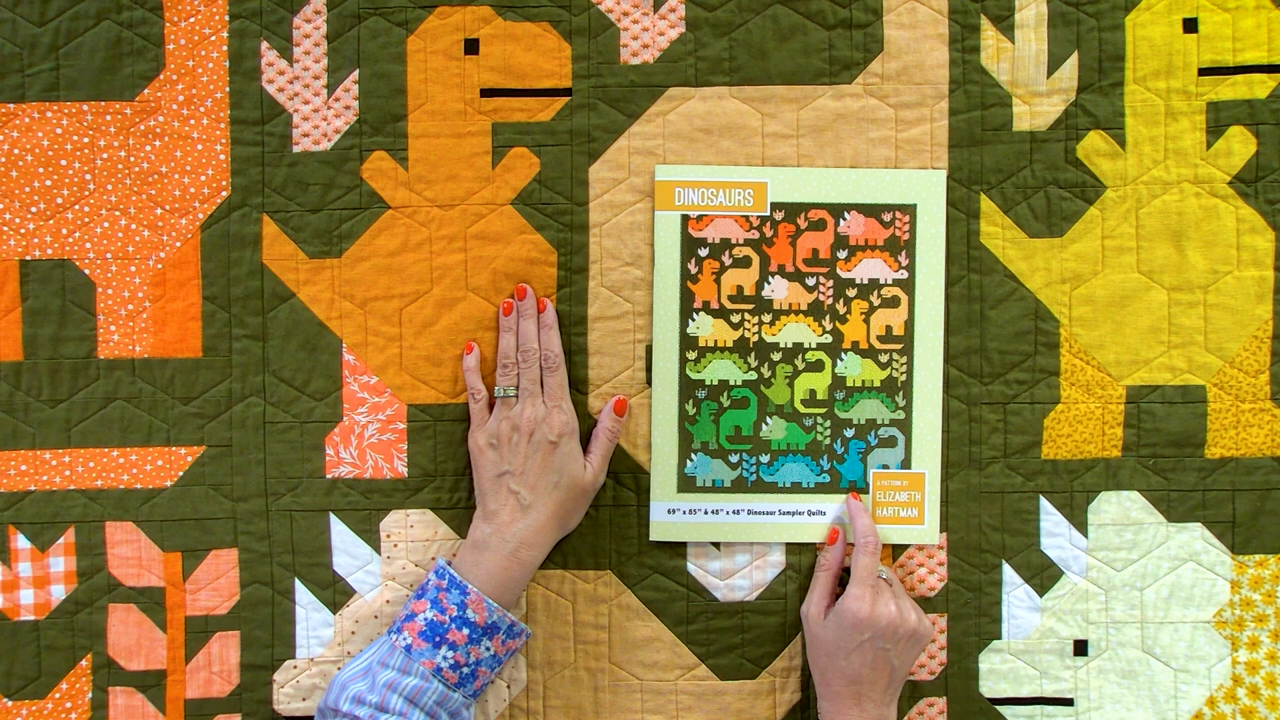 DINOSAURS
A PATTERN BY
ELIZABETH
HARTMAN
69" x 85" & 48" x 48" Dinosaur Sampler Quilts